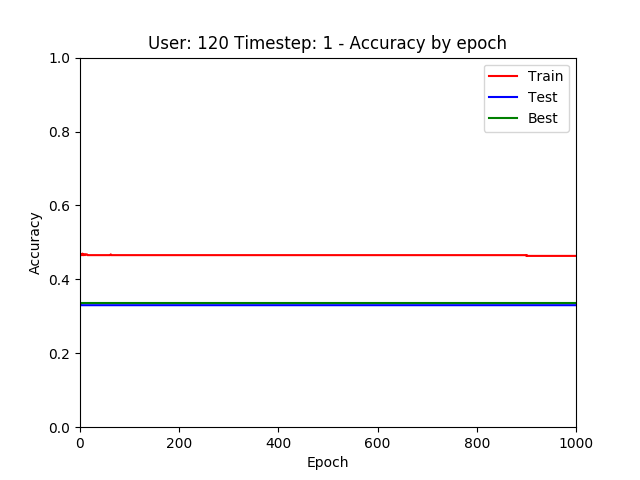 User: 120 Timestep: 1 - Accuracy by epoch
1.0
0.8
0.6
0.4
0.2
0.0
Accuracy
Train
Test
Best
0 200 400 600 800 1000
Epoch